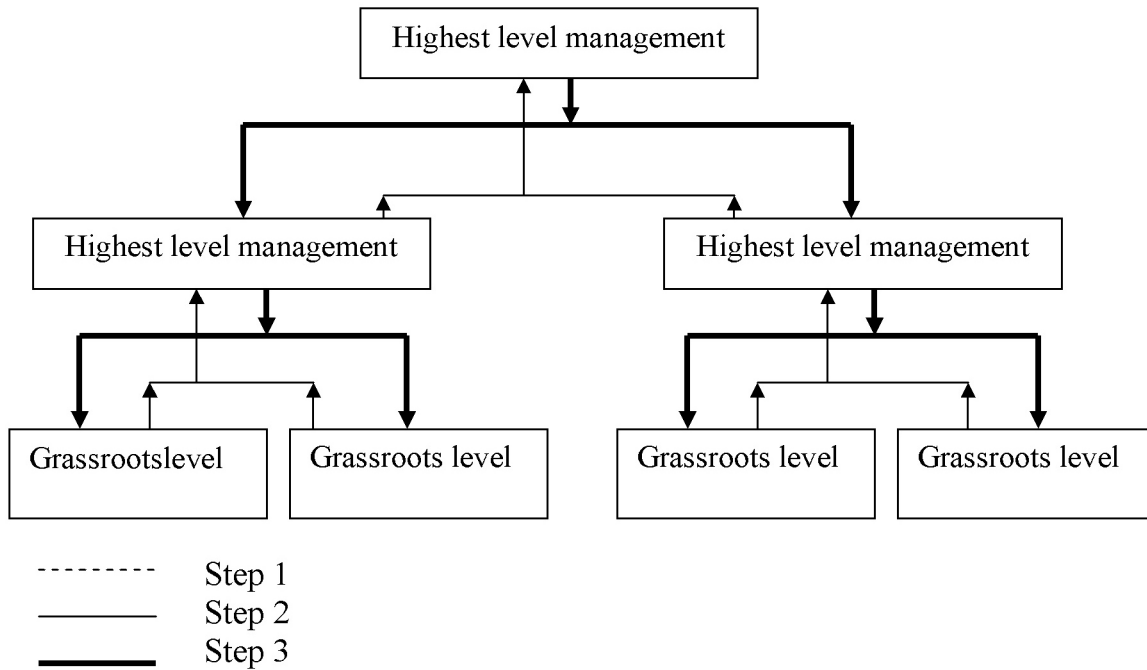 Highest level management
Highest level management
Highest level management
Grassrootslevel
Grassroots level
Grassroots level
Grassroots level
Step 1
Step 2
Step 3